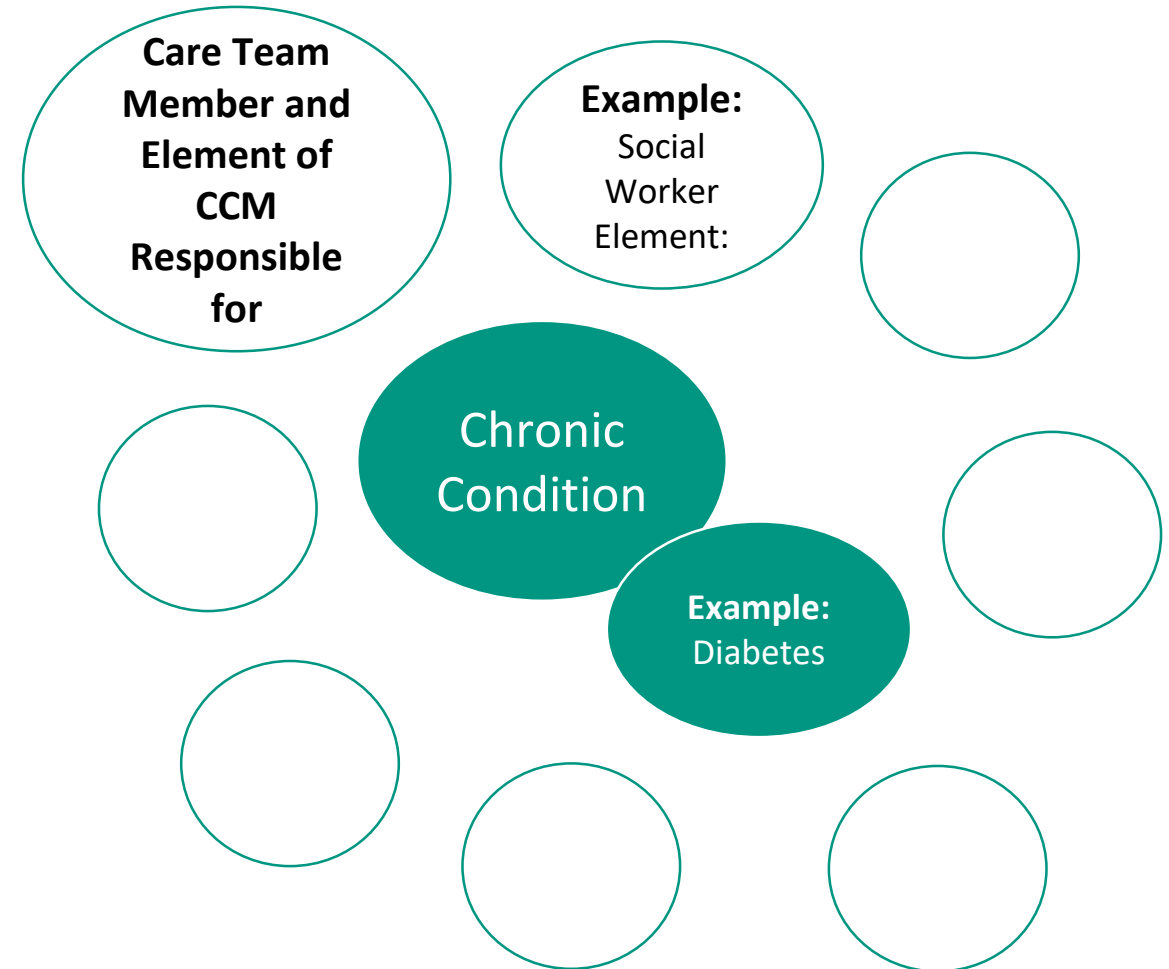 Care Team
Member and
Element of
CCM
Responsible
for
Example:
Social
Worker
Element:
Chronic
Condition
Example:
Diabetes